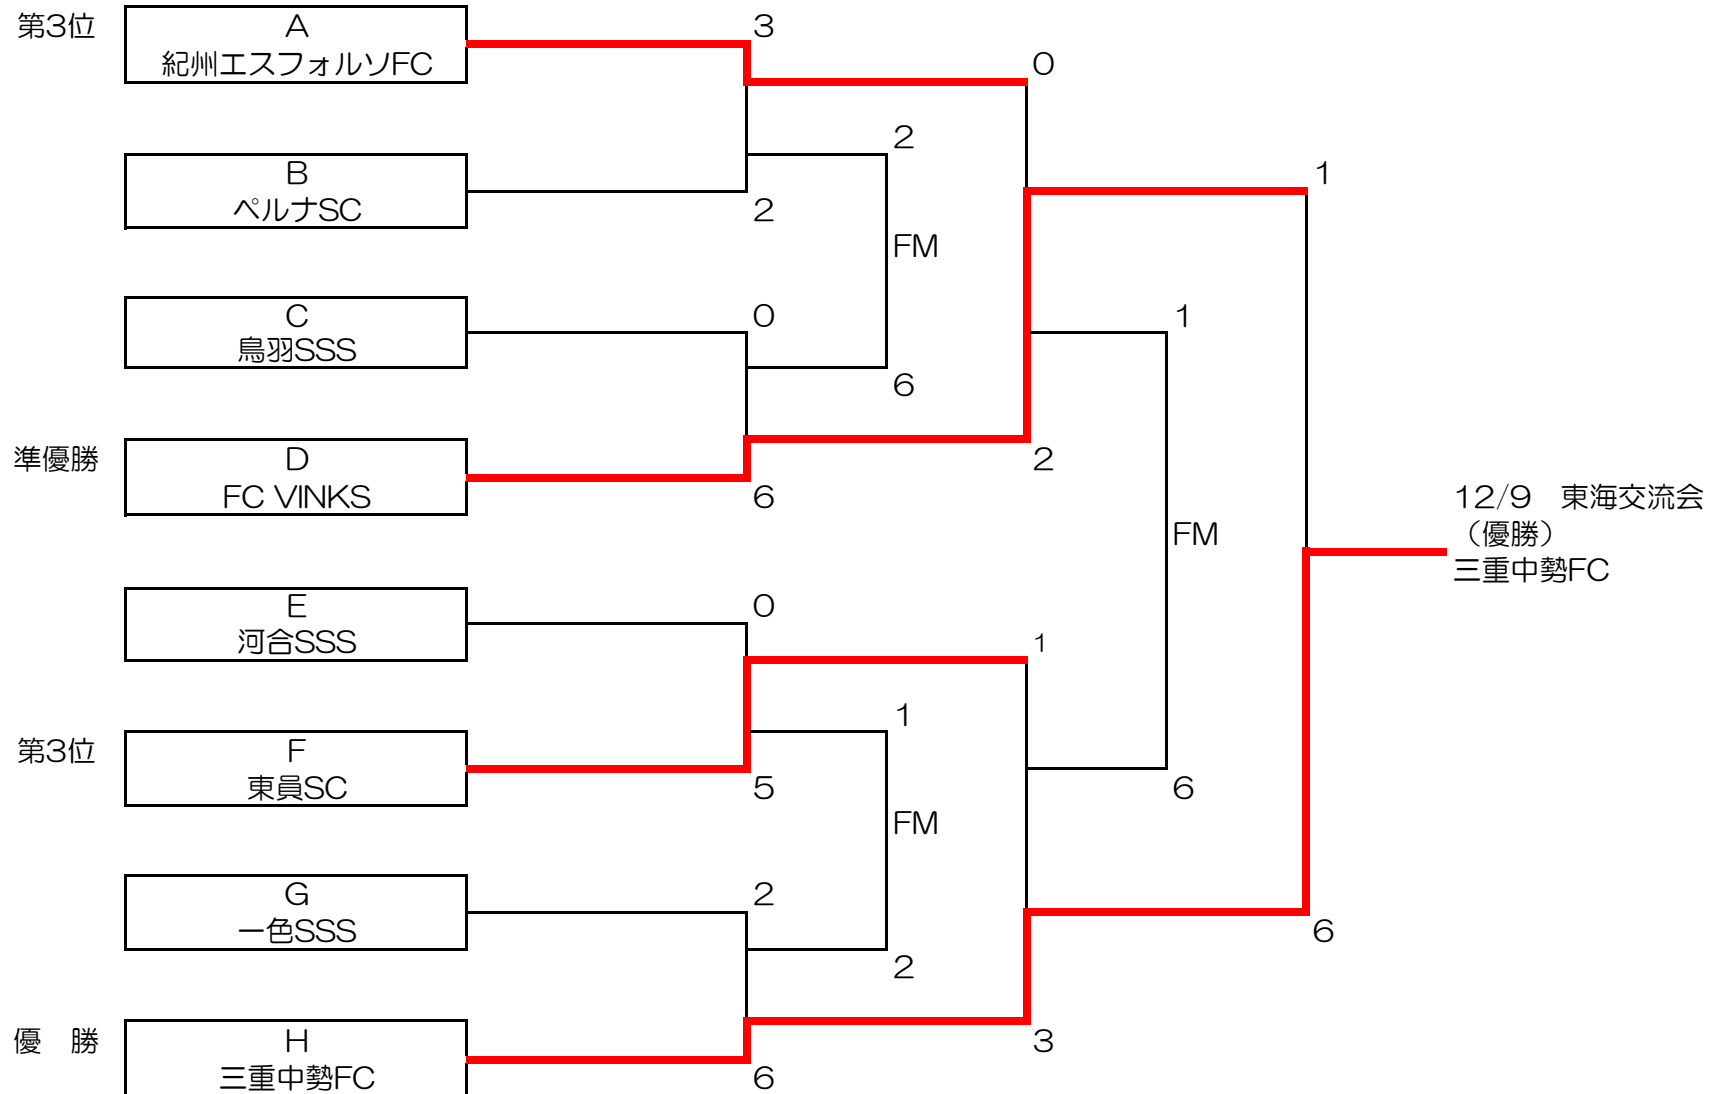 第3位
A
紀州エスフォルソFC
3
0
B
ペルナSC
2
2
FM
1
C
鳥羽SSS
0
6
1
準優勝
D
FC VINKS
6
2
FM
12/9　東海交流会
（優勝）
三重中勢FC
E
河合SSS
0
1
第3位
F
東員SC
5
1
FM
6
G
一色SSS
2
2
6
優　勝
H
三重中勢FC
6
3